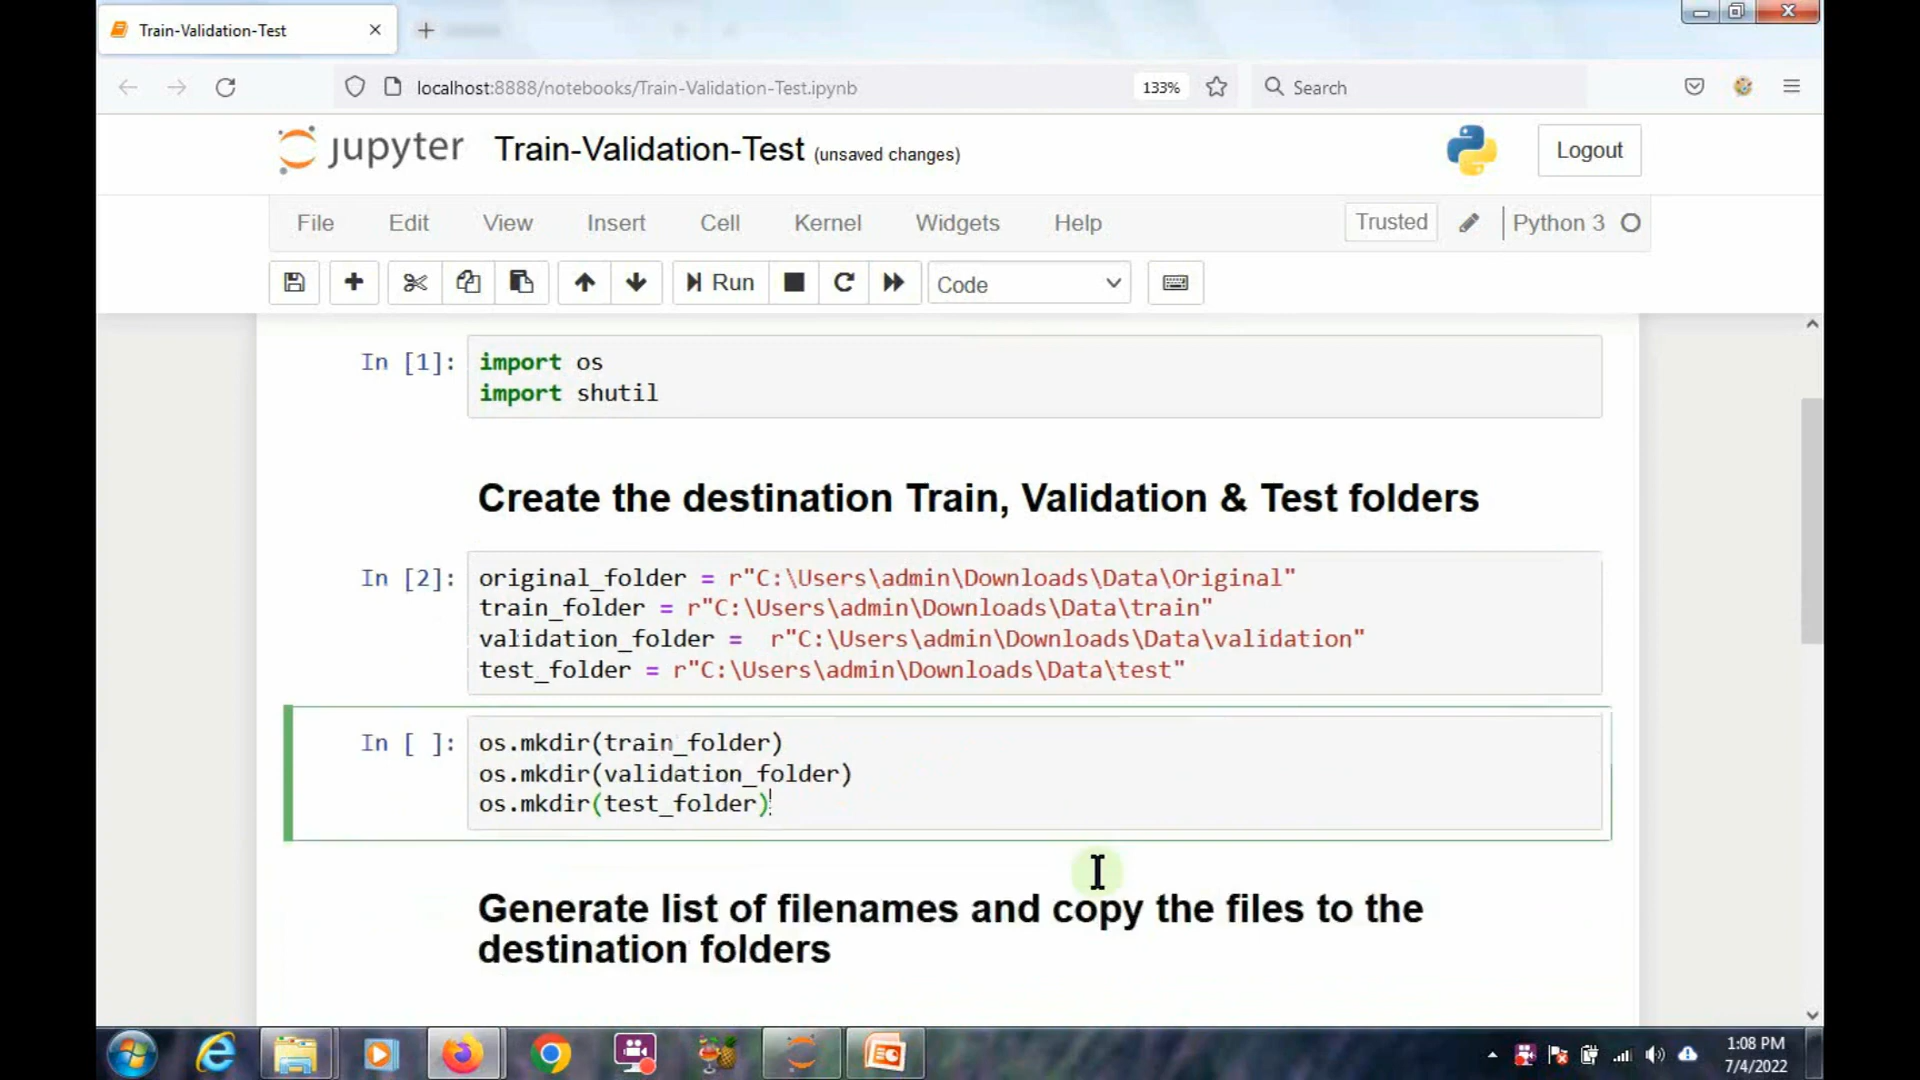 Train-Validation-Test
localhost:8888/notebooks/Train-Validation-Test.ipynb
133%
Search
jupyter
Train-Validation-Test (unsaved changes)
Logout
File Edit View Insert Cell Kernel Widgets Help
Trusted
Python 3
Run
Code
In [1]:
import os
import shutil
Create the destination Train, Validation & Test folders
In [2]:
original_folder = r"C:\Users\admin\Downloads\Data\Original"
train_folder = r"C:\Users\admin\Downloads\Data\train"
validation_folder =  r"C:\Users\admin\Downloads\Data\validation"
test_folder = r"C:\Users\admin\Downloads\Data\test"
In [ ]:
os.mkdir(train_folder)
os.mkdir(validation_folder)
os.mkdir(test_folder)
Generate list of filenames and copy the files to the
destination folders
1:08 PM
7/4/2022